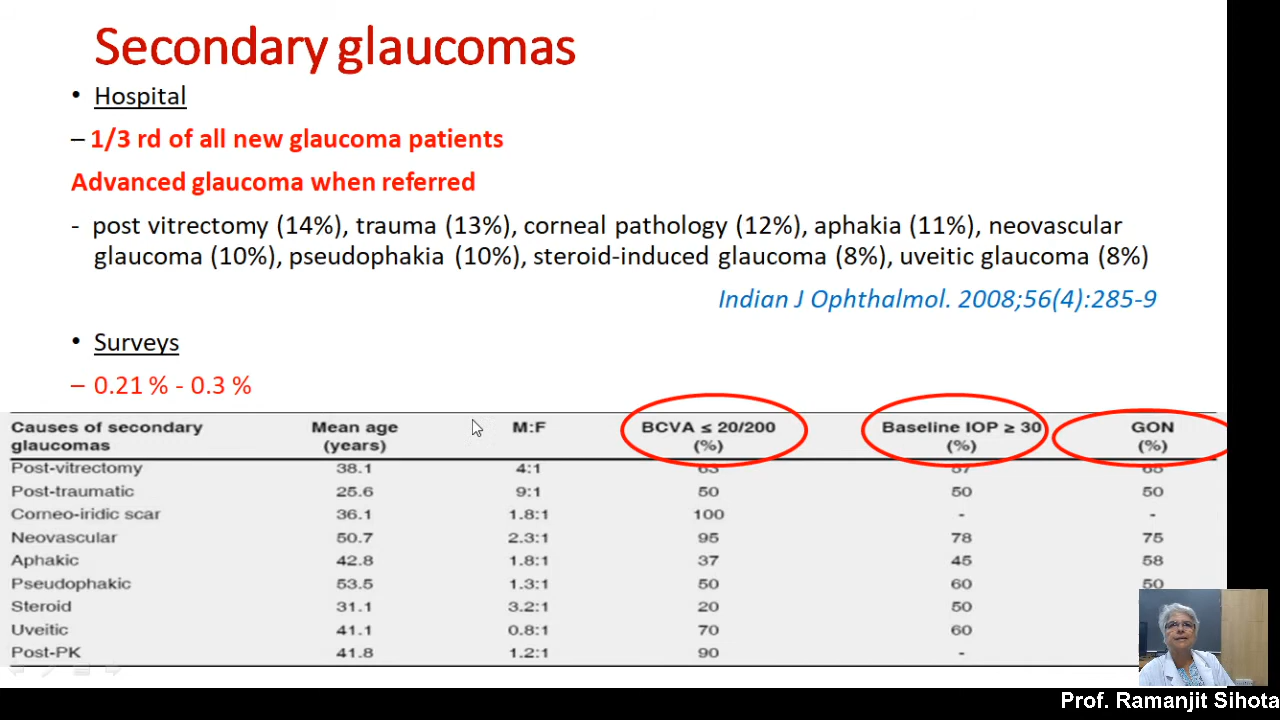 Secondary glaucomas
• Hospital
– 1/3 rd of all new glaucoma patients
Advanced glaucoma when referred
- post vitrectomy (14%), trauma (13%), corneal pathology (12%), aphakia (11%), neovascular
glaucoma (10%), pseudophakia (10%), steroid-induced glaucoma (8%), uveitic glaucoma (8%)
Indian J Ophthalmol. 2008;56(4):285-9
• Surveys
– 0.21 % - 0.3 %
Causes of secondary Mean age M:F BCVA ≤ 20/200 Baseline IOP ≥ 30 GON
glaucomas (years) (%) (%) (%)
Post-vitrectomy 38.1 4:1 63 57 68
Post-traumatic 25.6 9:1 50 50 50
Corneo-iridic scar 36.1 1.8:1 100 - -
Neovascular 50.7 2.3:1 95 78 75
Aphakic 42.8 1.8:1 37 45 58
Pseudophakic 53.5 1.3:1 50 60 50
Steroid 31.1 3.2:1 20 50
Uveitic 41.1 0.8:1 70 60
Post-PK 41.8 1.2:1 90 -
Prof. Ramanjit Sihota